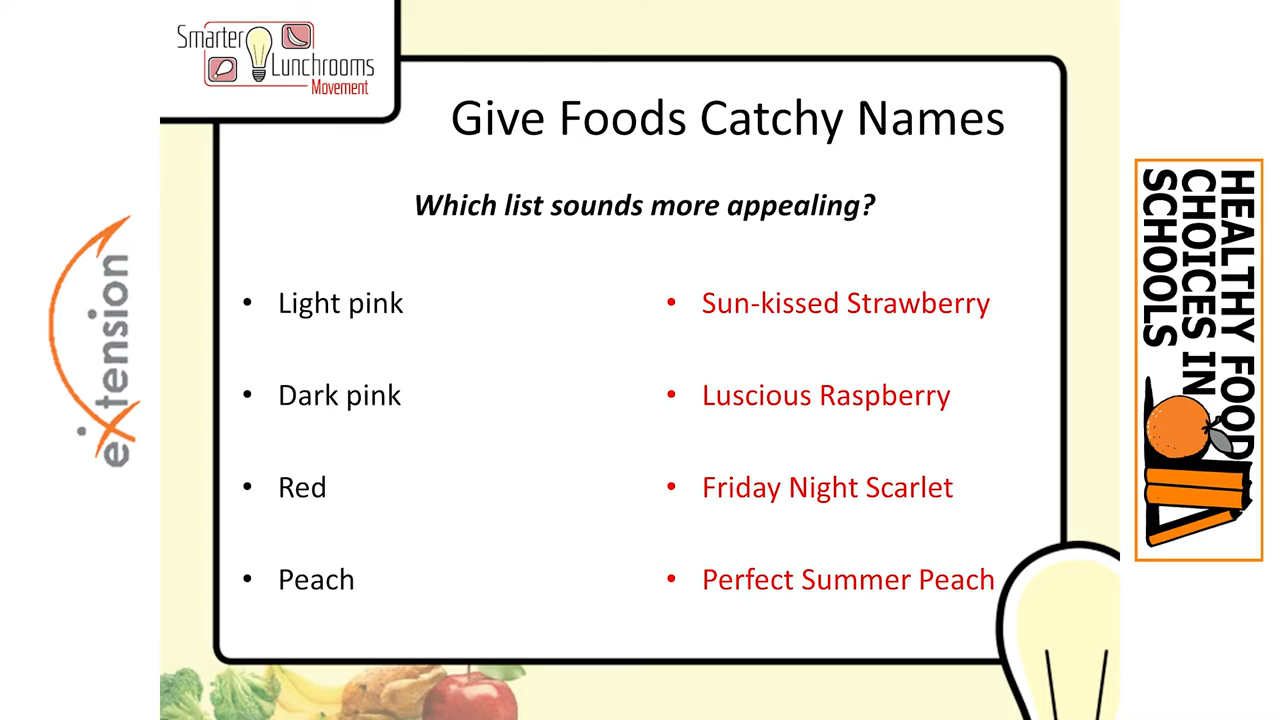 Smarter
Lunchrooms
Movement
Give Foods Catchy Names
Which list sounds more appealing?
• Light pink
• Dark pink
• Red
• Peach
• Sun-kissed Strawberry
• Luscious Raspberry
• Friday Night Scarlet
• Perfect Summer Peach
eXtension
HEALTHY FOOD
CHOICES IN
SCHOOLS